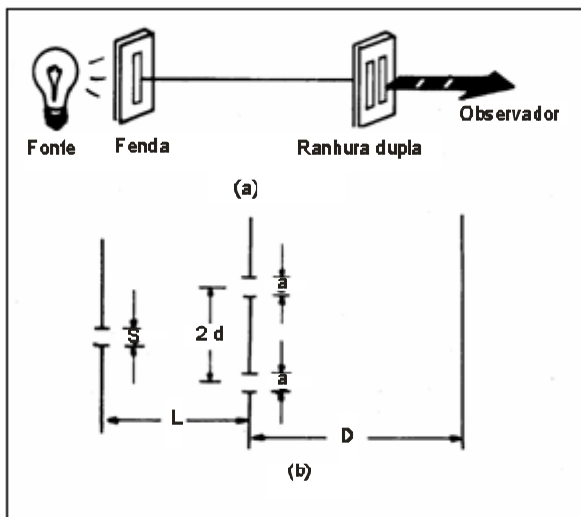 Fonte
Fenda
Ranhura dupla
Observador
(a)
S
a
2 d
a
L
D
(b)